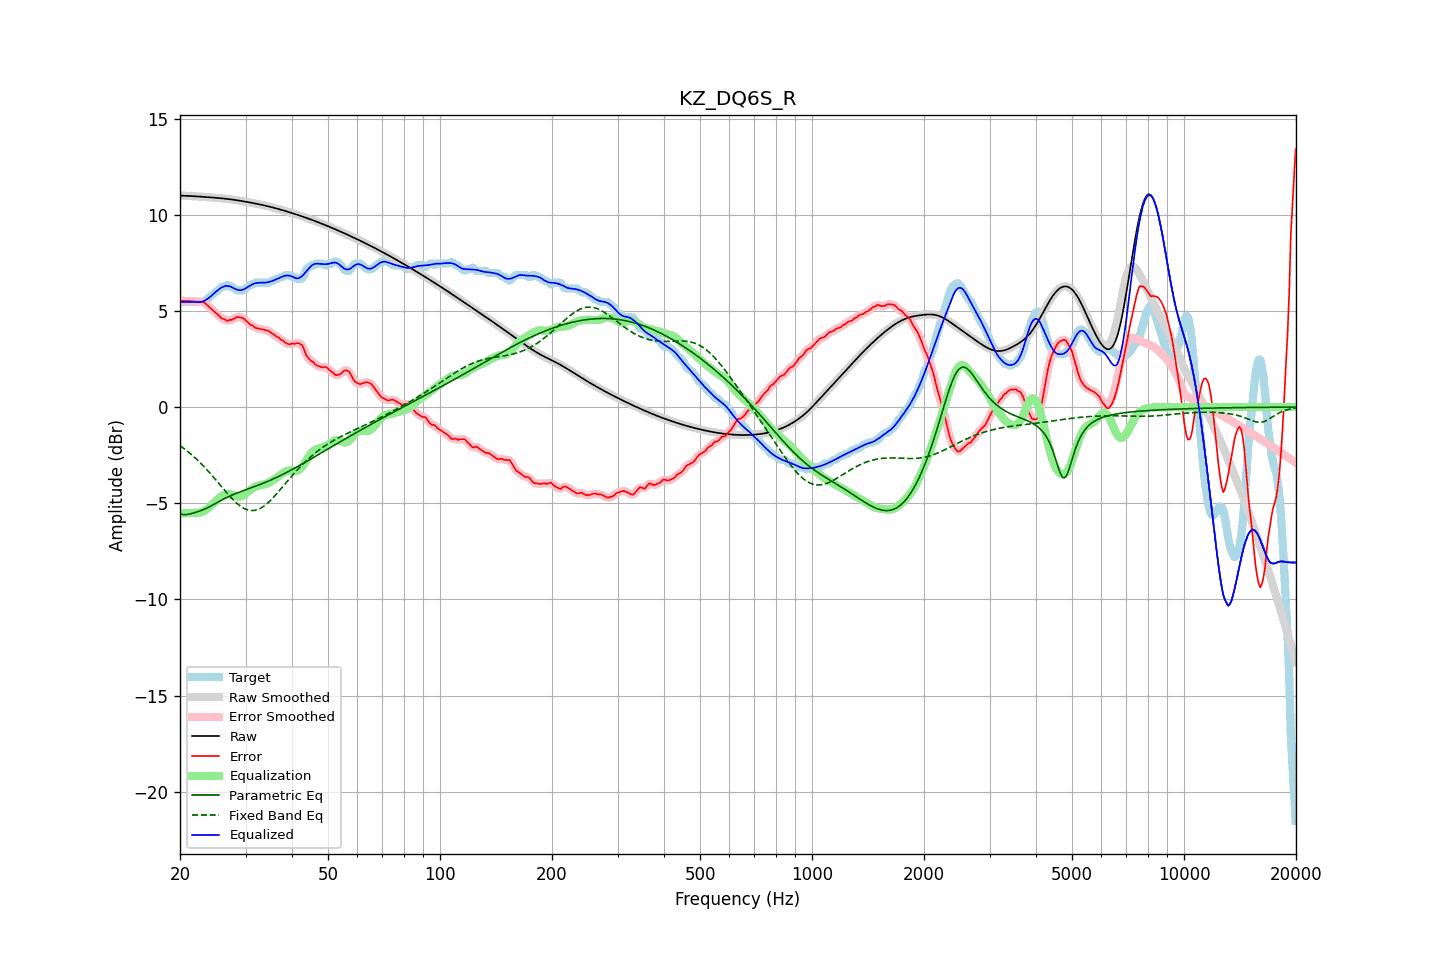 KZ_DQ6S_R
15
10
5
0
−5
−10
−15
−20
Amplitude (dBr)
Target
Raw Smoothed
Error Smoothed
Raw
Error
Equalization
Parametric Eq
Fixed Band Eq
Equalized
20 50 100 200 500 1000 2000 5000 10000 20000
Frequency (Hz)